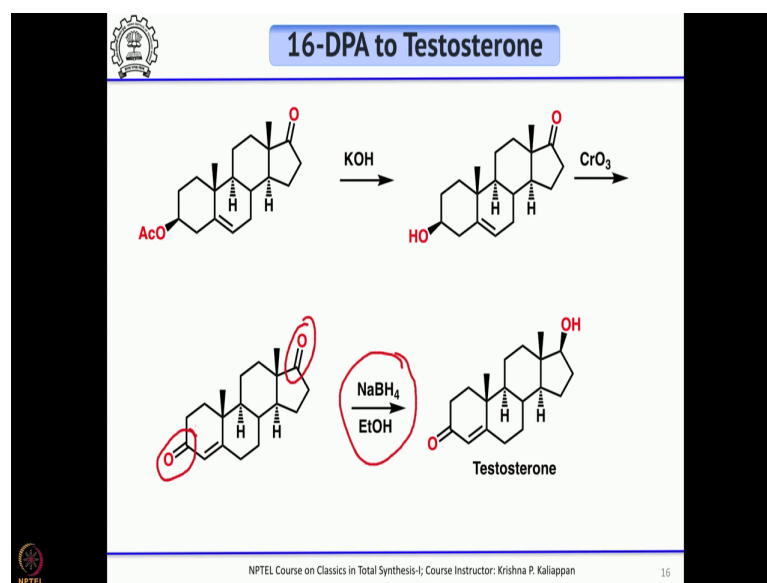 16-DPA to Testosterone
O
KOH
H
H
AcO
O
CrO3
H
H
HO
O
H
H
O
NaBH4
EtOH
OH
H
H
O
Testosterone
NPTEL
NPTEL Course on Classics in Total Synthesis-I; Course Instructor: Krishna P. Kaliappan
16